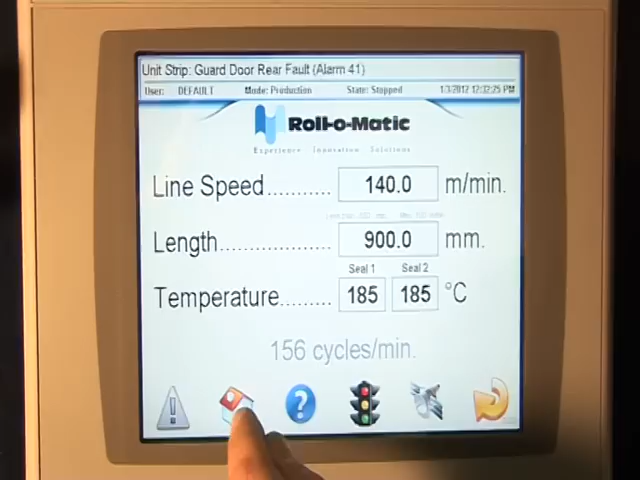 Unit Strip: Guard Door Rear Fault (Alarm 41)
User: DEFAULT Mode: Production State: Stopped 1/3/2012 12:32:25 PM
Roll-o-Matic
Experience Innovation Solutions
Line Speed........... 140.0 m/min.
Length................... 900.0 mm.
Seal 1 Seal 2
Temperature......... 185 185 °C
156 cycles/min.